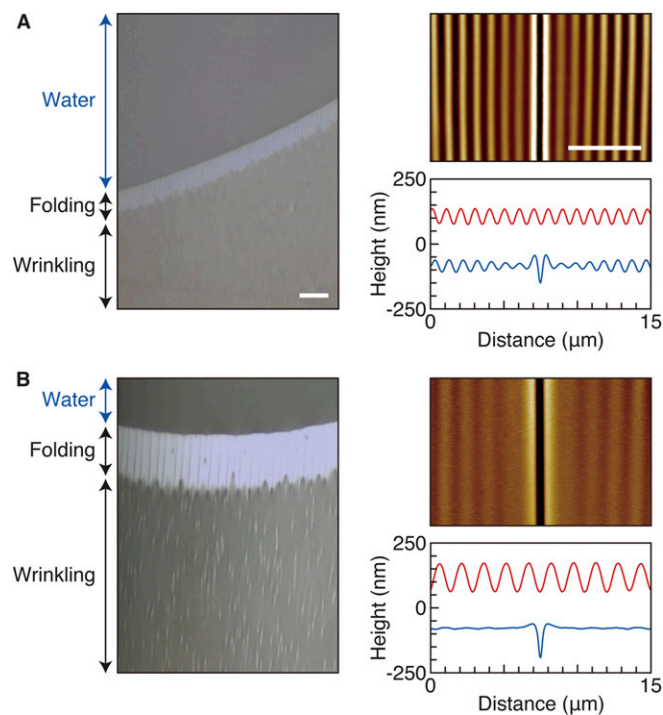 A
Water
Folding
Wrinkling
250
0
-250
Height (nm)
0
15
Distance (µm)
B
Water
Folding
Wrinkling
250
0
-250
Height (nm)
0
15
Distance (µm)